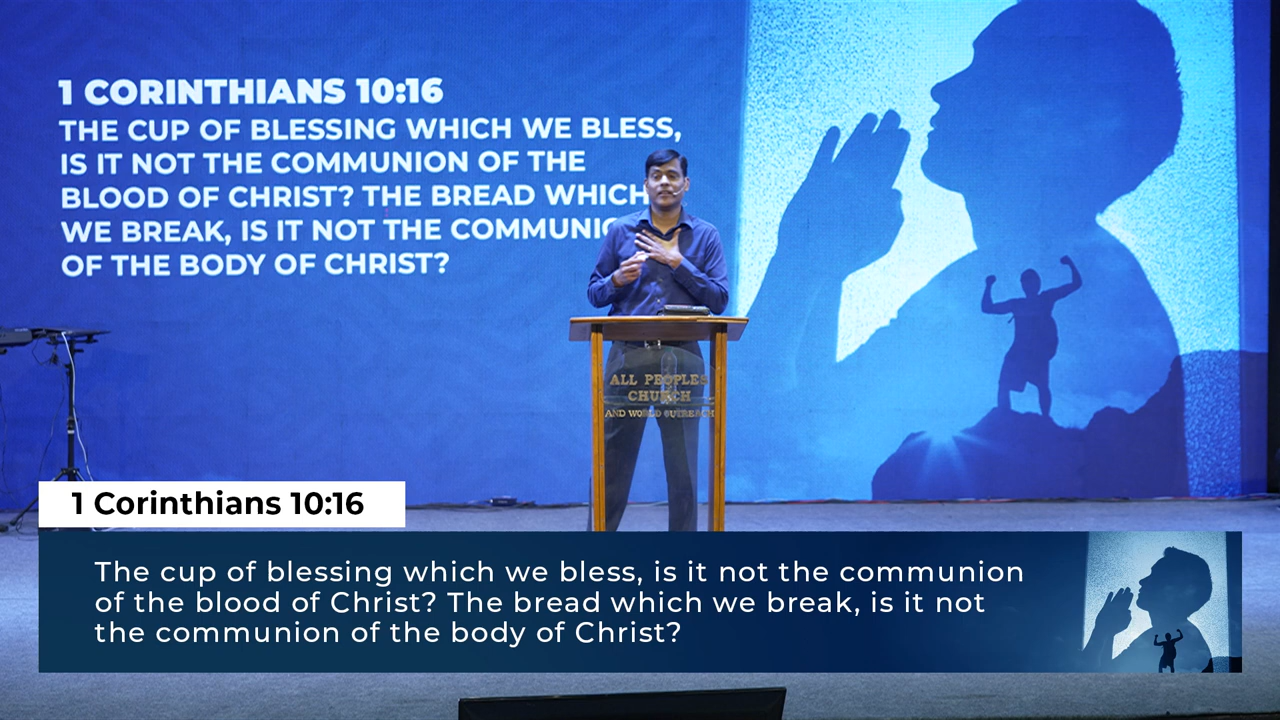 1 CORINTHIANS 10:16
THE CUP OF BLESSING WHICH WE BLESS,
IS IT NOT THE COMMUNION OF THE
BLOOD OF CHRIST? THE BREAD WHICH
WE BREAK, IS IT NOT THE COMMUNIO
OF THE BODY OF CHRIST?
ALL PEOPLES
CHURCH
AND WORLD OUTREACH
1 Corinthians 10:16
The cup of blessing which we bless, is it not the communion
of the blood of Christ? The bread which we break, is it not
the communion of the body of Christ?